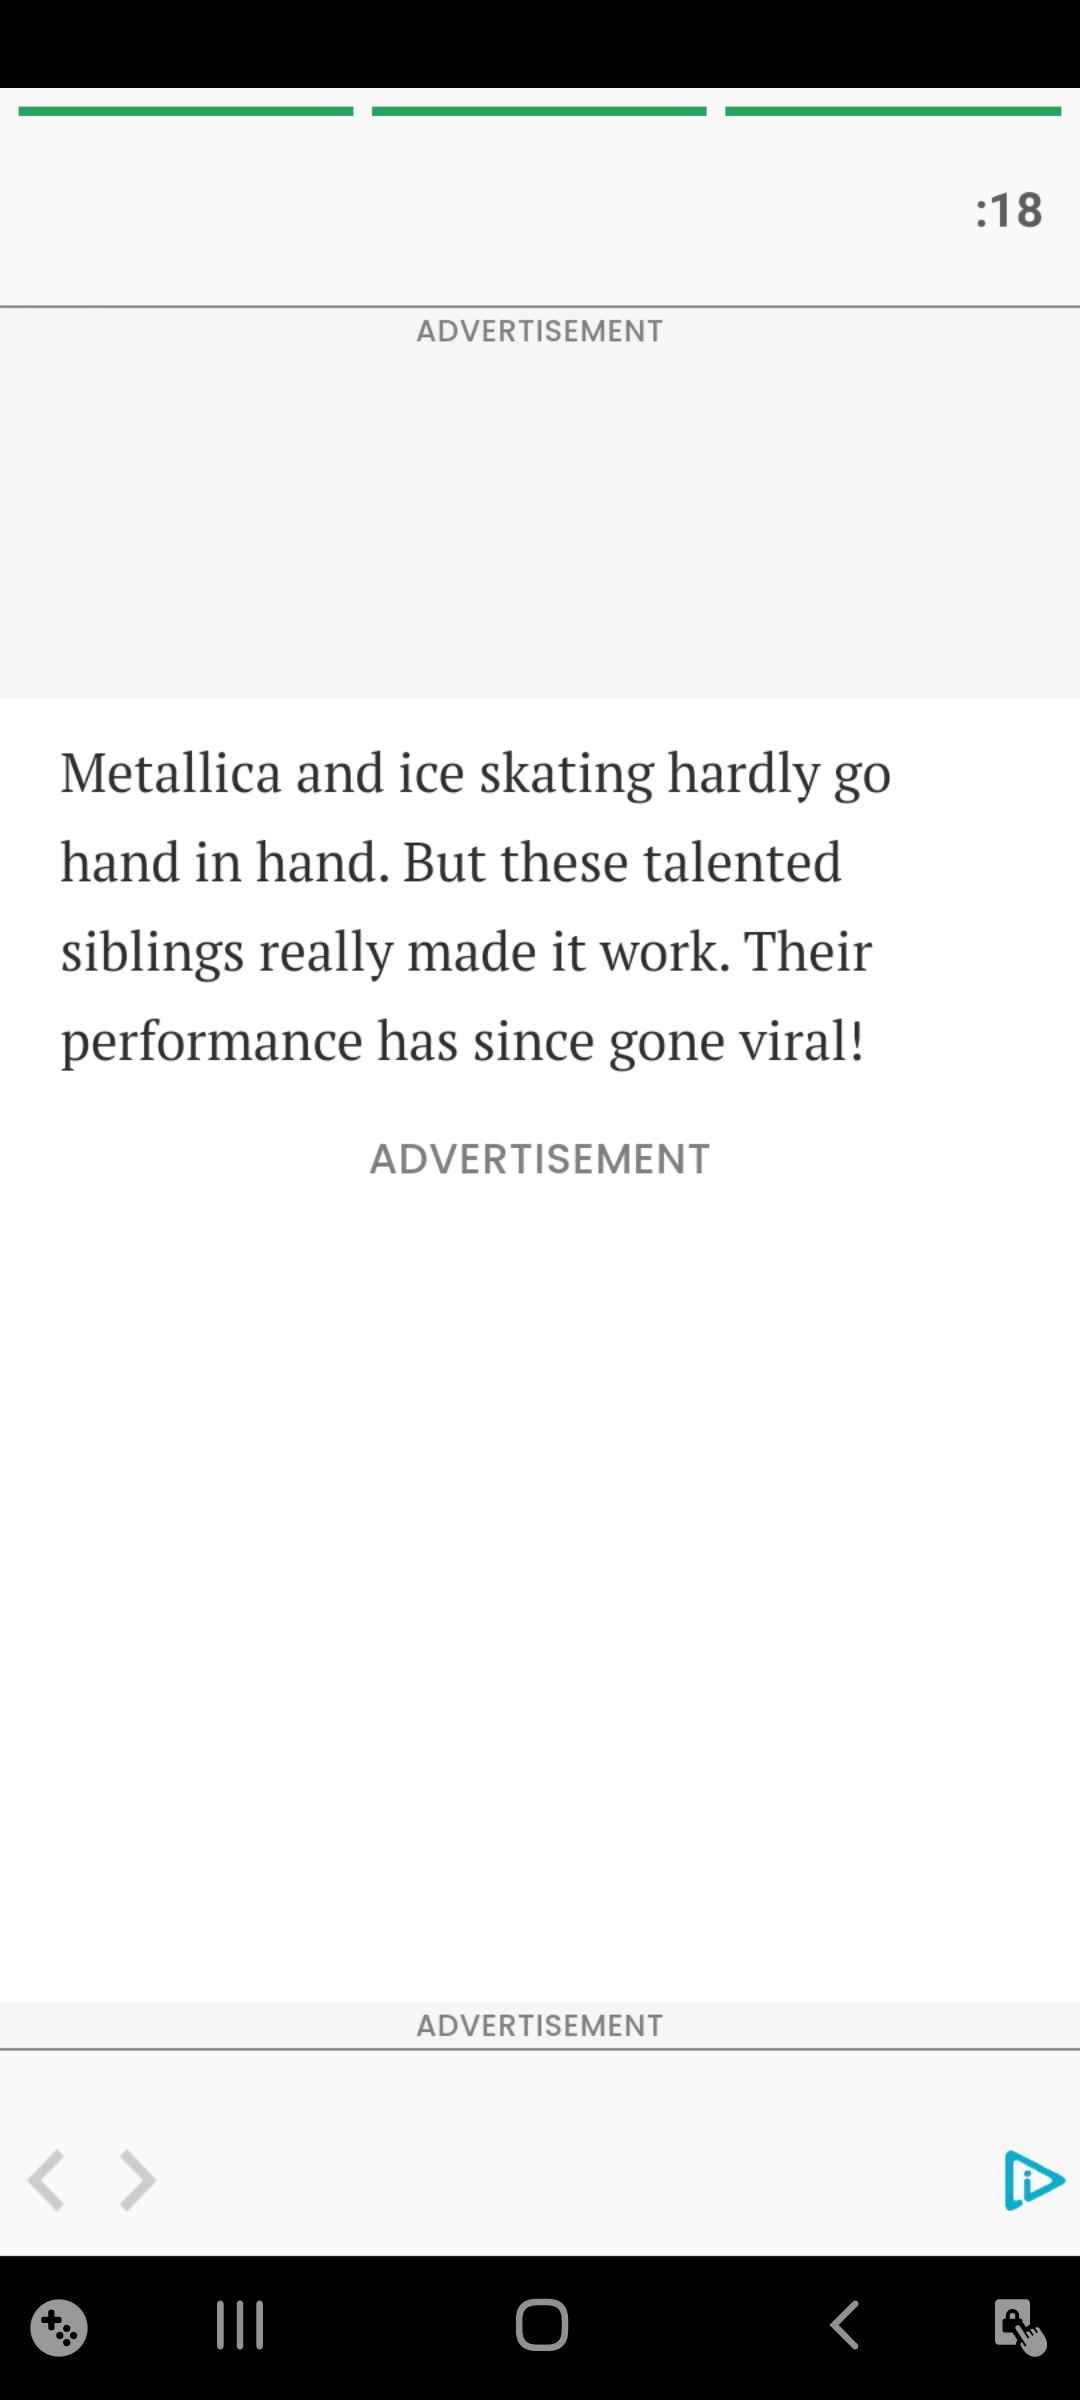 :18
ADVERTISEMENT
Metallica and ice skating hardly go
hand in hand. But these talented
siblings really made it work. Their
performance has since gone viral!
ADVERTISEMENT
ADVERTISEMENT